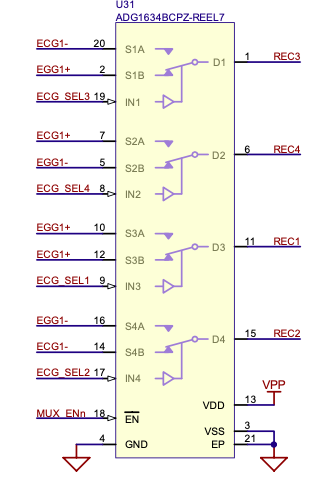 U31
ADG1634BCPZ-REEL7
ECG1- 20 S1A
D1 1 REC3
EGG1+ 2 S1B
ECG_SEL3 19 IN1
ECG1+ 7 S2A
D2 6 REC4
EGG1- 5 S2B
ECG_SEL4 8 IN2
EGG1+ 10 S3A
D3 11 REC1
ECG1+ 12 S3B
ECG_SEL1 9 IN3
EGG1- 16 S4A
D4 15 REC2
ECG1- 14 S4B
ECG_SEL2 17 IN4
VPP
VDD 13
MUX_ENn 18 EN
VSS 3
4 GND
EP 21